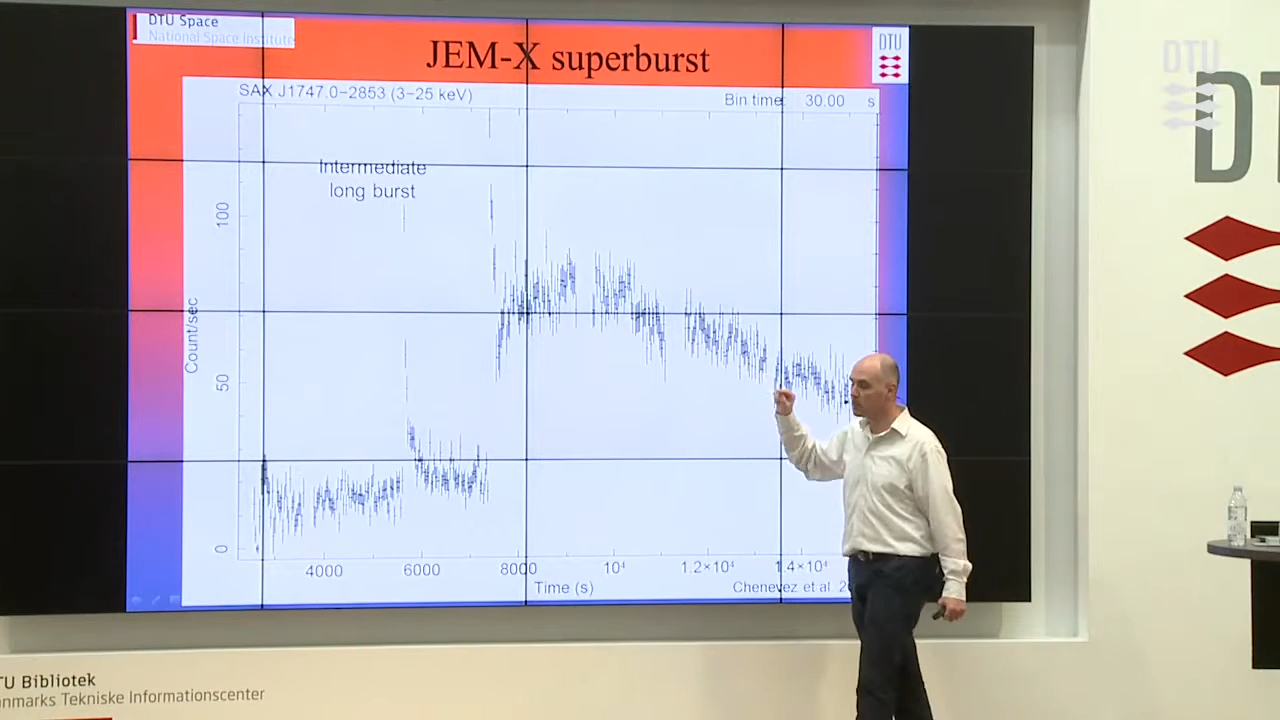 DTU Space
National Space Institute
JEM-X superburst
DTU
DTU
SAX J1747.0−2853 (3−25 keV)
Bin time: 30.00 s
Intermediate
long burst
100
50
0
Count/sec
4000 6000 8000 10⁴ 1.2×10⁴ 1.4×10⁴
Time (s)
Chenevez et al.
Bibliotek
Tekniske Informationscenter